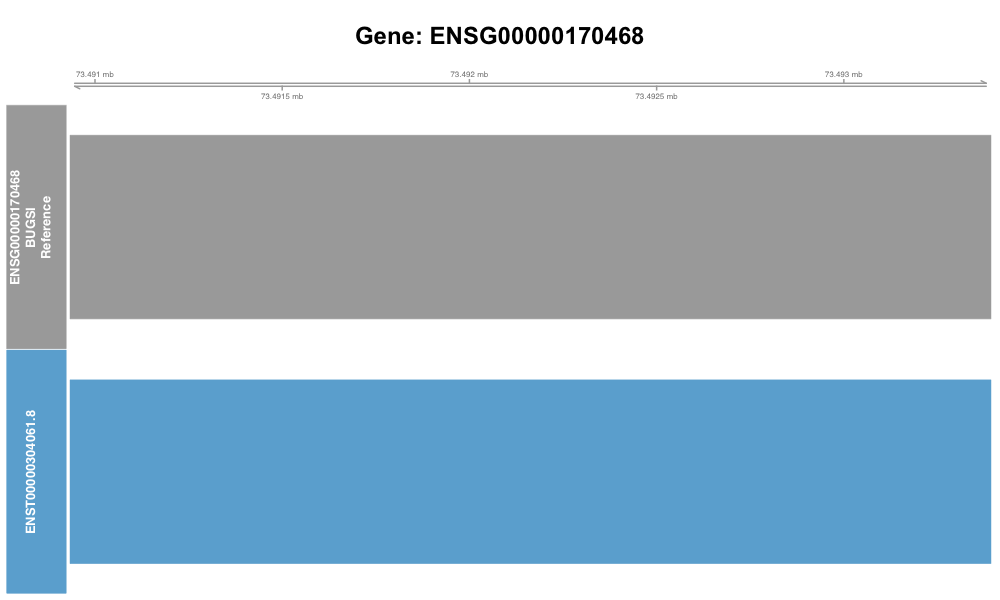 Gene: ENSG00000170468
73.491 mb
73.492 mb
73.493 mb
73.4915 mb
73.4925 mb
ENSG00000170468
BUGSI
Reference
ENST00000304061.8